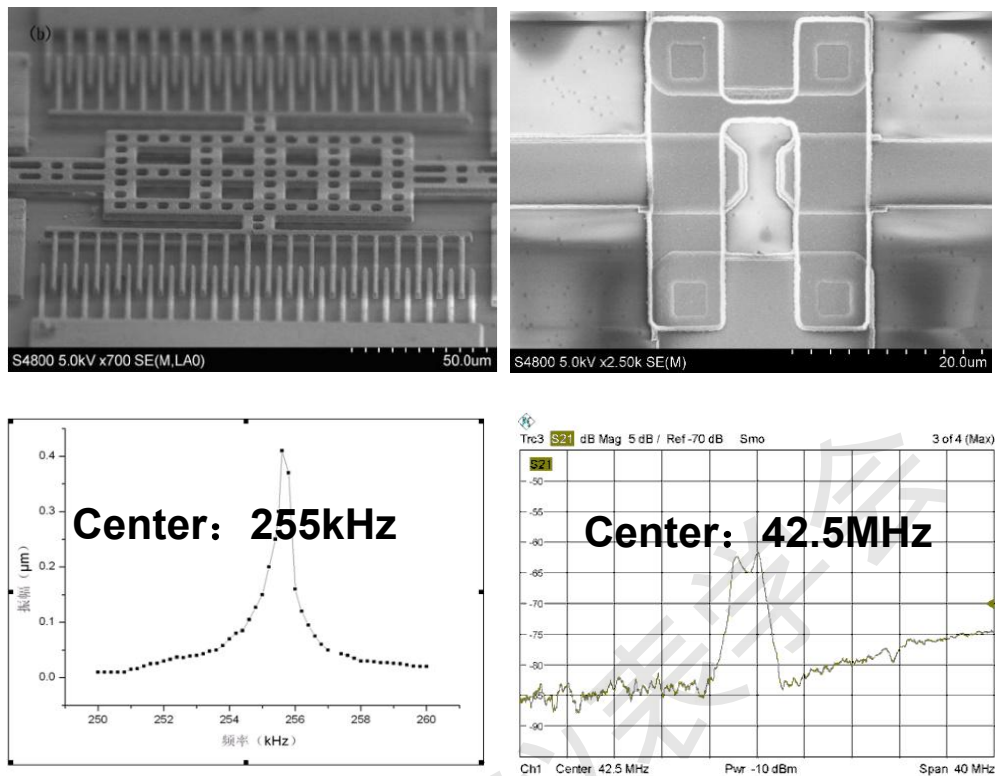 (b)
S4800 5.0kV x700 SE(M,LA0) 50.0um
S4800 5.0kV x2.50k SE(M) 20.0um
Center：255kHz
0.4
0.3
0.2
0.1
0.0
振幅（μm）
250 252 254 256 258 260
频率（kHz）
Trc3 S21 dB Mag 5 dB / Ref -70 dB Smo 3 of 4 (Max)
S21
Center：42.5MHz
-50
-55
-60
-65
-70
-75
-80
-85
-90
Ch1 Center 42.5 MHz Pwr -10 dBm Span 40 MHz
仪表学会